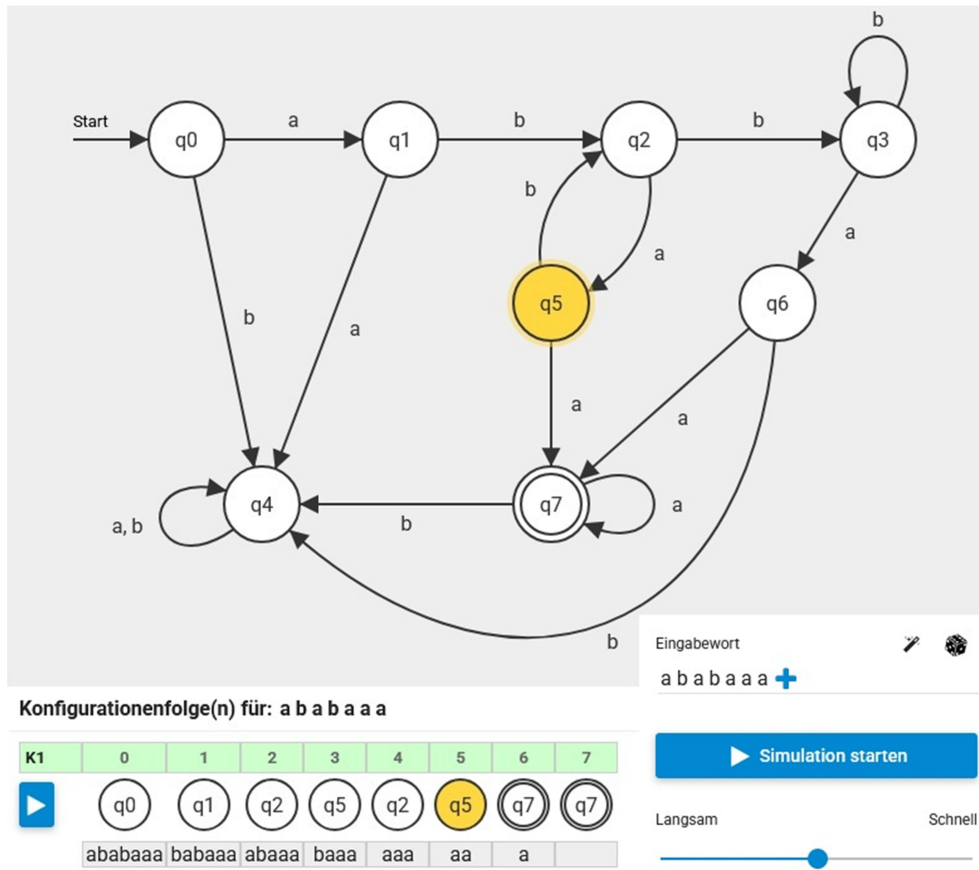 b
Start
q0
a
q1
b
q2
b
q3
b
a
a
q5
q6
b
a
a
a
q4
q7
a
a, b
b
b
Eingabewort
a b a b a a a
Konfigurationenfolge(n) für: a b a b a a a
K1 0 1 2 3 4 5 6 7
q0 q1 q2 q5 q2 q5 q7 q7
ababaaa babaaa abaaa baaa aaa aa a
Simulation starten
Langsam Schnell